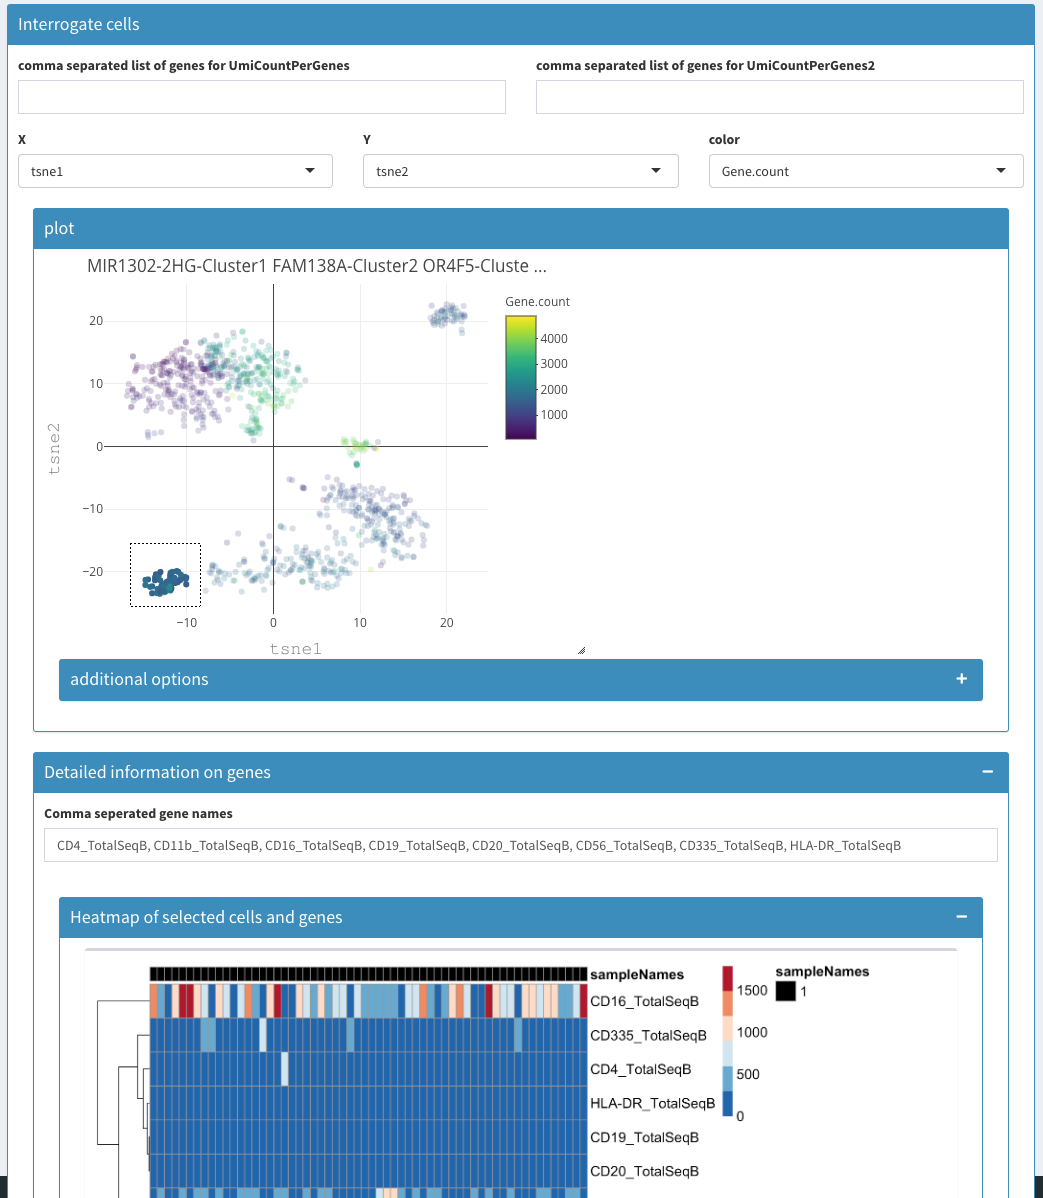 Interrogate cells
comma separated list of genes for UmiCountPerGenes
comma separated list of genes for UmiCountPerGenes2
X
Y
color
tsne1
tsne2
Gene.count
plot
MIR1302-2HG-Cluster1 FAM138A-Cluster2 OR4F5-Cluste ...
Gene.count
4000
3000
2000
1000
20
10
0
−10
−20
tsne2
−10
0
10
20
tsne1
additional options
+
Detailed information on genes
−
Comma seperated gene names
CD4_TotalSeqB, CD11b_TotalSeqB, CD16_TotalSeqB, CD19_TotalSeqB, CD20_TotalSeqB, CD56_TotalSeqB, CD335_TotalSeqB, HLA-DR_TotalSeqB
Heatmap of selected cells and genes
−
sampleNames
CD16_TotalSeqB
CD335_TotalSeqB
CD4_TotalSeqB
HLA-DR_TotalSeqB
CD19_TotalSeqB
CD20_TotalSeqB
1500
1000
500
0
sampleNames
1